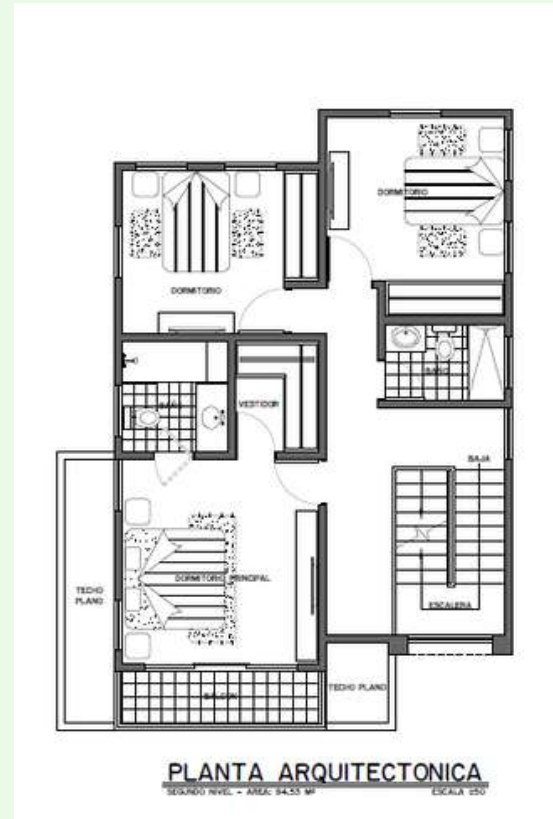 DORMITORIO
DORMITORIO
BAÑO
BAÑO
VESTIDOR
BAJA
DORMITORIO PRINCIPAL
TECHO
PLANO
ESCALERA
BALCON
TECHO PLANO
PLANTA ARQUITECTONICA
SEGUNDO NIVEL - AREA: 94.53 M²
ESCALA 1:50